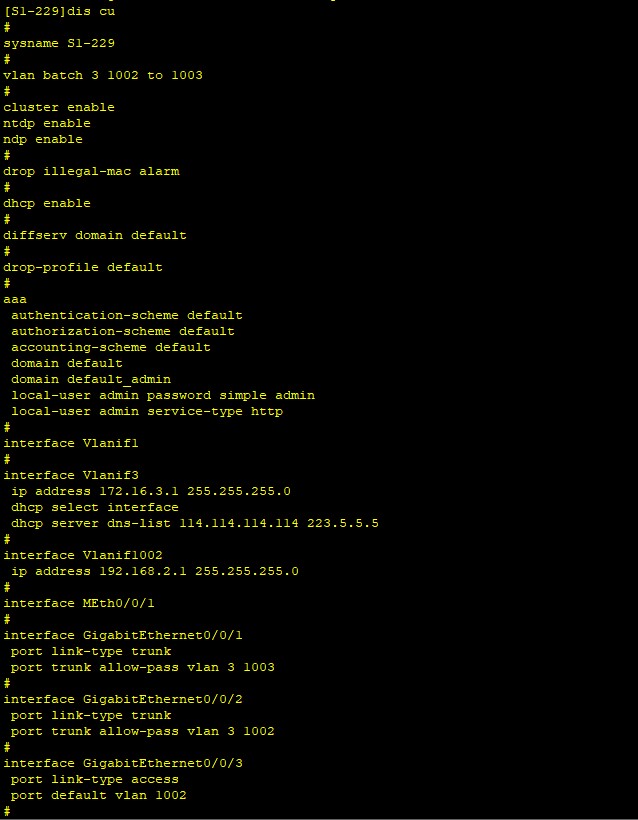 [S1-229]dis cu
#
sysname S1-229
#
vlan batch 3 1002 to 1003
#
cluster enable
ntdp enable
ndp enable
#
drop illegal-mac alarm
#
dhcp enable
#
diffserv domain default
#
drop-profile default
#
aaa
 authentication-scheme default
 authorization-scheme default
 accounting-scheme default
 domain default
 domain default_admin
 local-user admin password simple admin
 local-user admin service-type http
#
interface Vlanif1
#
interface Vlanif3
 ip address 172.16.3.1 255.255.255.0
 dhcp select interface
 dhcp server dns-list 114.114.114.114 223.5.5.5
#
interface Vlanif1002
 ip address 192.168.2.1 255.255.255.0
#
interface MEth0/0/1
#
interface GigabitEthernet0/0/1
 port link-type trunk
 port trunk allow-pass vlan 3 1003
#
interface GigabitEthernet0/0/2
 port link-type trunk
 port trunk allow-pass vlan 3 1002
#
interface GigabitEthernet0/0/3
 port link-type access
 port default vlan 1002
#